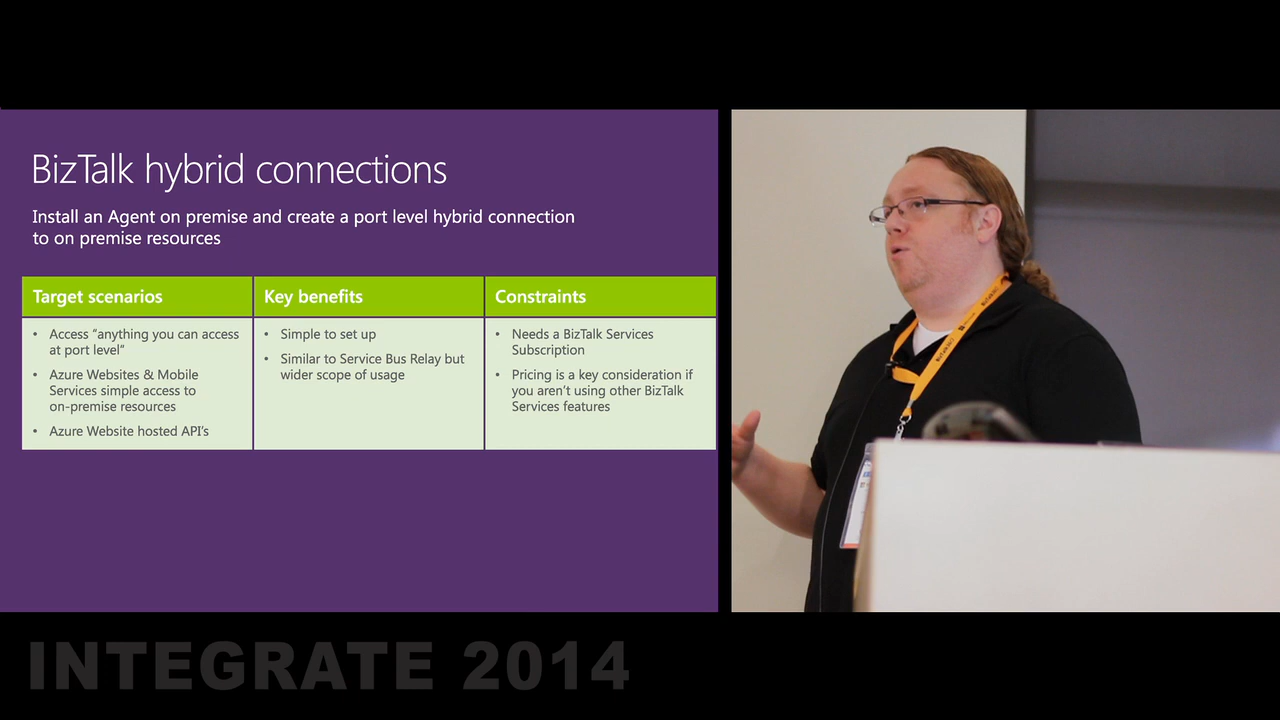 BizTalk hybrid connections
Install an Agent on premise and create a port level hybrid connection
to on premise resources
Target scenarios
Key benefits
Constraints
• Access “anything you can access
at port level”
• Azure Websites & Mobile
Services simple access to
on-premise resources
• Azure Website hosted API’s
• Simple to set up
• Similar to Service Bus Relay but
wider scope of usage
• Needs a BizTalk Services
Subscription
• Pricing is a key consideration if
you aren’t using other BizTalk
Services features
INTEGRATE 2014